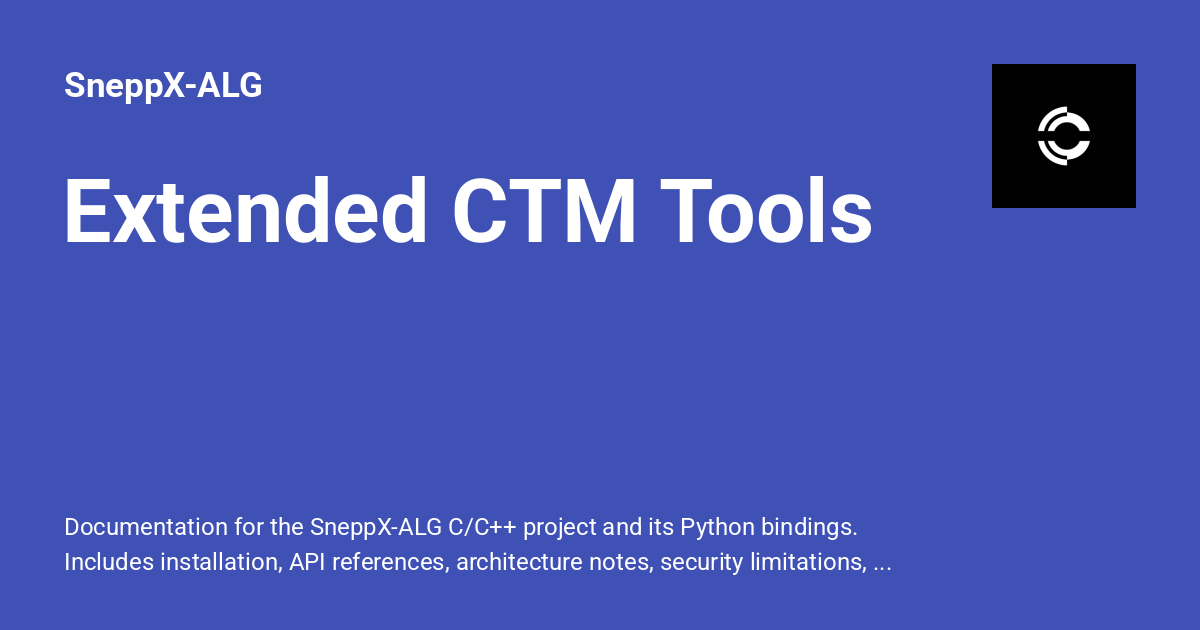 SneppX-ALG
Extended CTM Tools
Documentation for the SneppX-ALG C/C++ project and its Python bindings.
Includes installation, API references, architecture notes, security limitations, ...